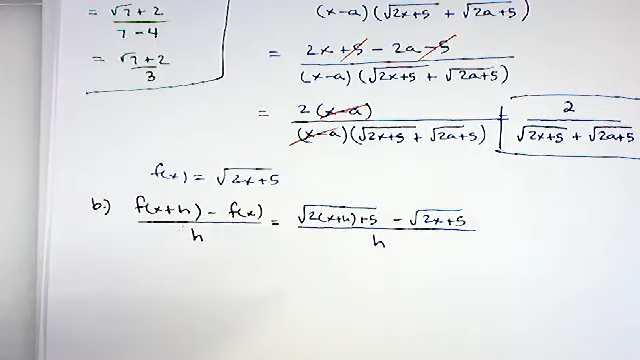 = (√7 + 2) / (7 - 4)
= (√7 + 2) / 3
(x-a)(√2x+5 + √2a+5)
= (2x + 5 - 2a - 5) / ((x-a)(√2x+5 + √2a+5))
= 2(x-a) / ((x-a)(√2x+5 + √2a+5)) = 2 / (√2x+5 + √2a+5)
f(x) = √2x+5
b.) (f(x+h) - f(x)) / h = (√2(x+h)+5 - √2x+5) / h